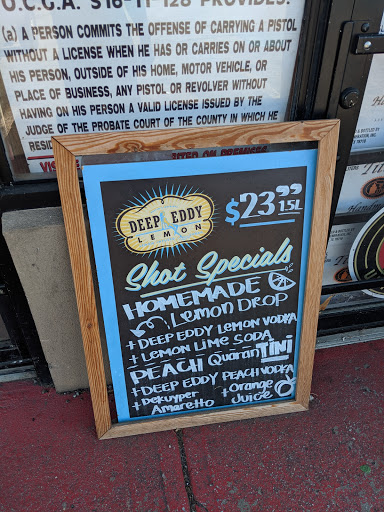 O.C.G.A. §16-11-128 PROVIDES:
(a) A PERSON COMMITS THE OFFENSE OF CARRYING A PISTOL
WITHOUT A LICENSE WHEN HE HAS OR CARRIES ON OR ABOUT
HIS PERSON, OUTSIDE OF HIS HOME, MOTOR VEHICLE, OR
PLACE OF BUSINESS, ANY PISTOL OR REVOLVER WITHOUT
HAVING ON HIS PERSON A VALID LICENSE ISSUED BY THE
JUDGE OF THE PROBATE COURT OF THE COUNTY IN WHICH HE
DEEP EDDY
LEMON
$23.99
1.5L
Shot Specials
HOMEMADE
Lemon Drop
+ DEEP EDDY LEMON VODKA
+ LEMON LIME SODA
PEACH QuaranTINI
+ DEEP EDDY PEACH VODKA
+ DeKuyper Amaretto
+ Orange Juice